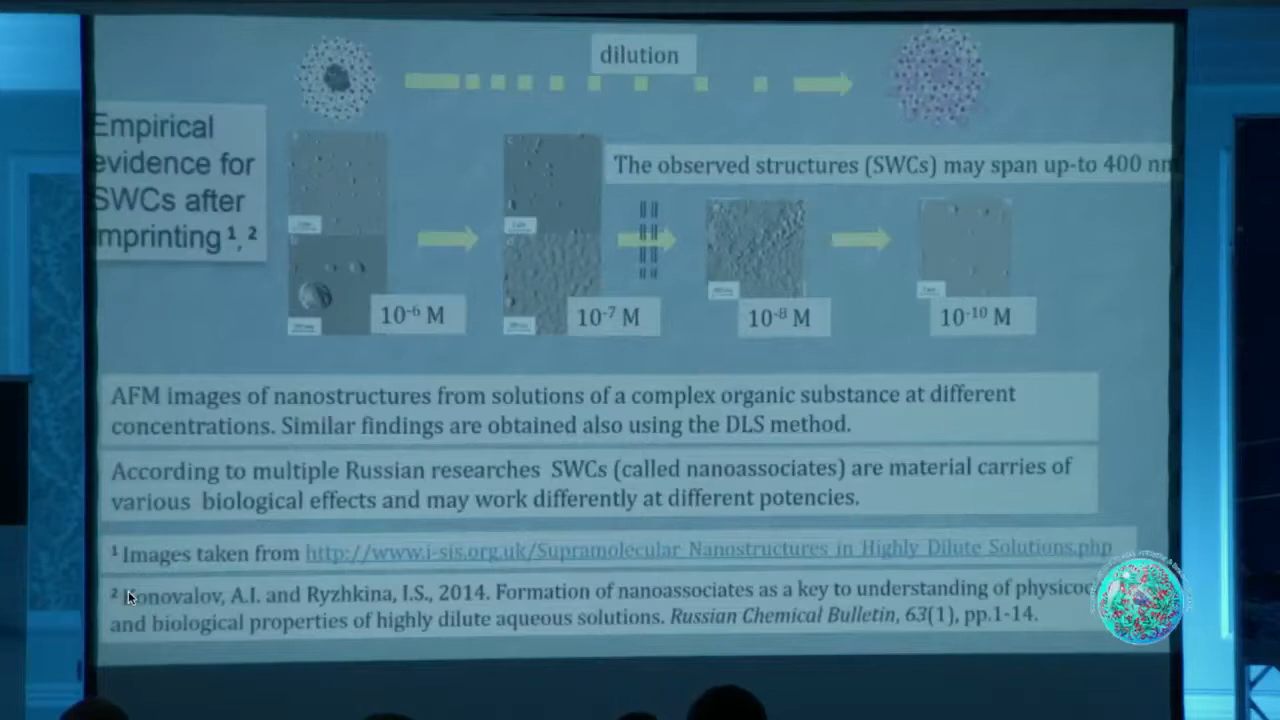 dilution
Empirical
evidence for
SWCs after
imprinting ¹, ²
The observed structures (SWCs) may span up-to 400 nm
10⁻⁶ M
10⁻⁷ M
10⁻⁸ M
10⁻¹⁰ M
AFM images of nanostructures from solutions of a complex organic substance at different
concentrations. Similar findings are obtained also using the DLS method.
According to multiple Russian researches SWCs (called nanoassociates) are material carries of
various biological effects and may work differently at different potencies.
¹ Images taken from http://www.i-sis.org.uk/Supramolecular_Nanostructures_in_Highly_Dilute_Solutions.php
² Konovalov, A.I. and Ryzhkina, I.S., 2014. Formation of nanoassociates as a key to understanding of physicoc
and biological properties of highly dilute aqueous solutions. Russian Chemical Bulletin, 63(1), pp.1-14.